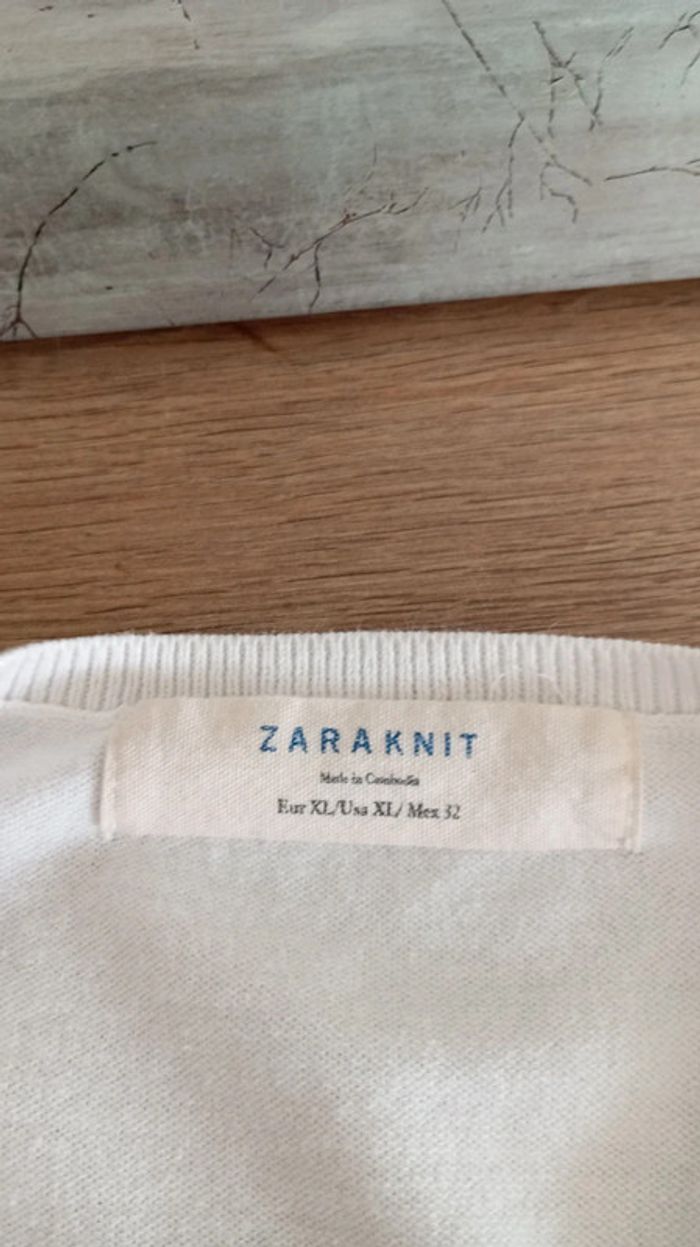 ZARAKNIT
Made in Cambodia
Eur XL/Usa XL/ Mex 32